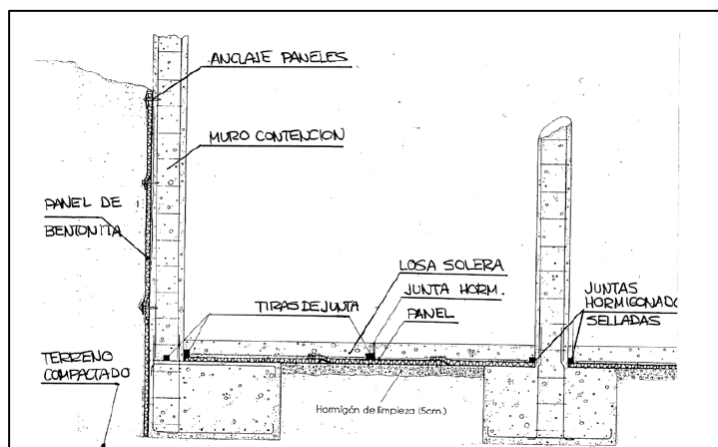 ANCLAJE PANELES
MURO CONTENCION
PANEL DE
BENTONITA
LOSA SOLERA
JUNTA HORM.
TIRAS DE JUNTA
PANEL
JUNTAS
HORMIGONADO
SELLADAS
TERRENO
COMPACTADO
Hormigón de limpieza (5cm.)